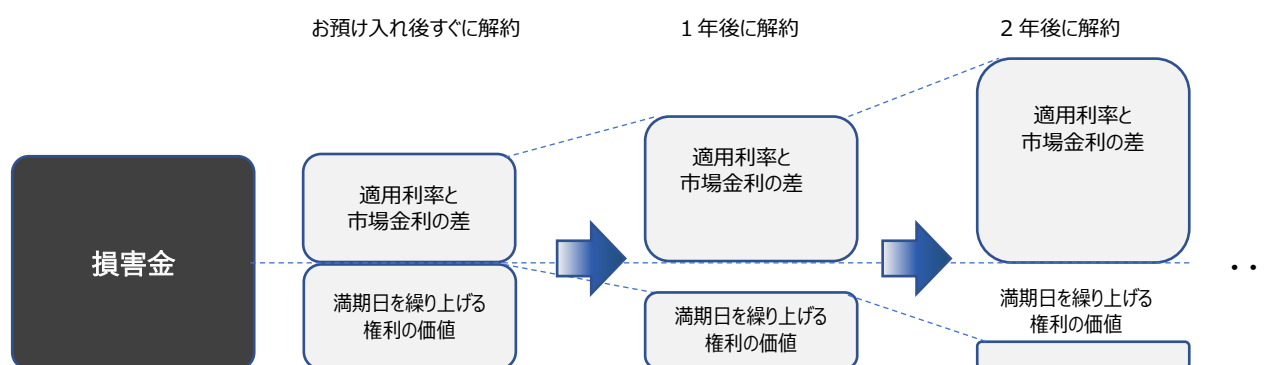 お預け入れ後すぐに解約
1年後に解約
2年後に解約
損害金
適用利率と
市場金利の差
満期日を繰り上げる
権利の価値
適用利率と
市場金利の差
満期日を繰り上げる
権利の価値
適用利率と
市場金利の差
満期日を繰り上げる
権利の価値
・・